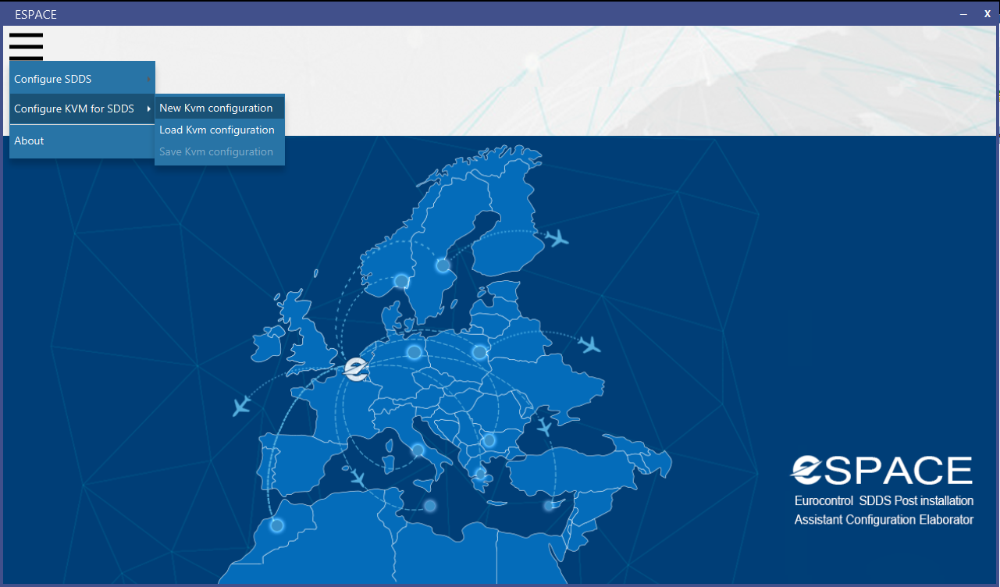 ESPACE
– X
Configure SDDS
Configure KVM for SDDS
About
New Kvm configuration
Load Kvm configuration
Save Kvm configuration
eSPACE
Eurocontrol SDDS Post installation
Assistant Configuration Elaborator